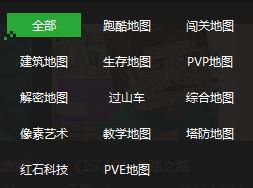 全部 跑酷地图 闯关地图
建筑地图 生存地图 PVP地图
解密地图 过山车 综合地图
像素艺术 教学地图 塔防地图
红石科技 PVE地图